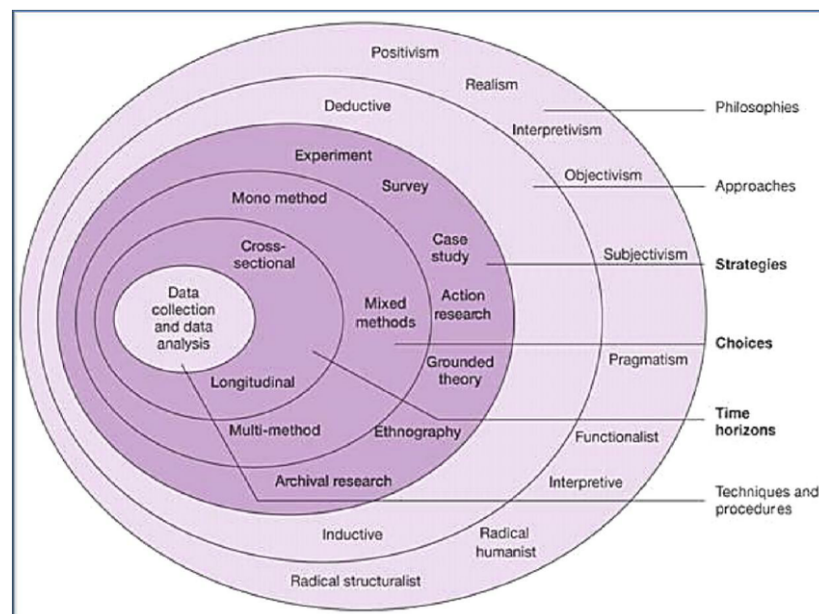 Positivism
Realism
Philosophies
Deductive
Interpretivism
Experiment
Objectivism
Approaches
Mono method
Survey
Cross-
sectional
Case
study
Subjectivism
Strategies
Data
collection
and data
analysis
Mixed
methods
Action
research
Choices
Pragmatism
Grounded
theory
Longitudinal
Time
horizons
Multi-method
Ethnography
Functionalist
Archival research
Interpretive
Techniques and
procedures
Inductive
Radical
humanist
Radical structuralist